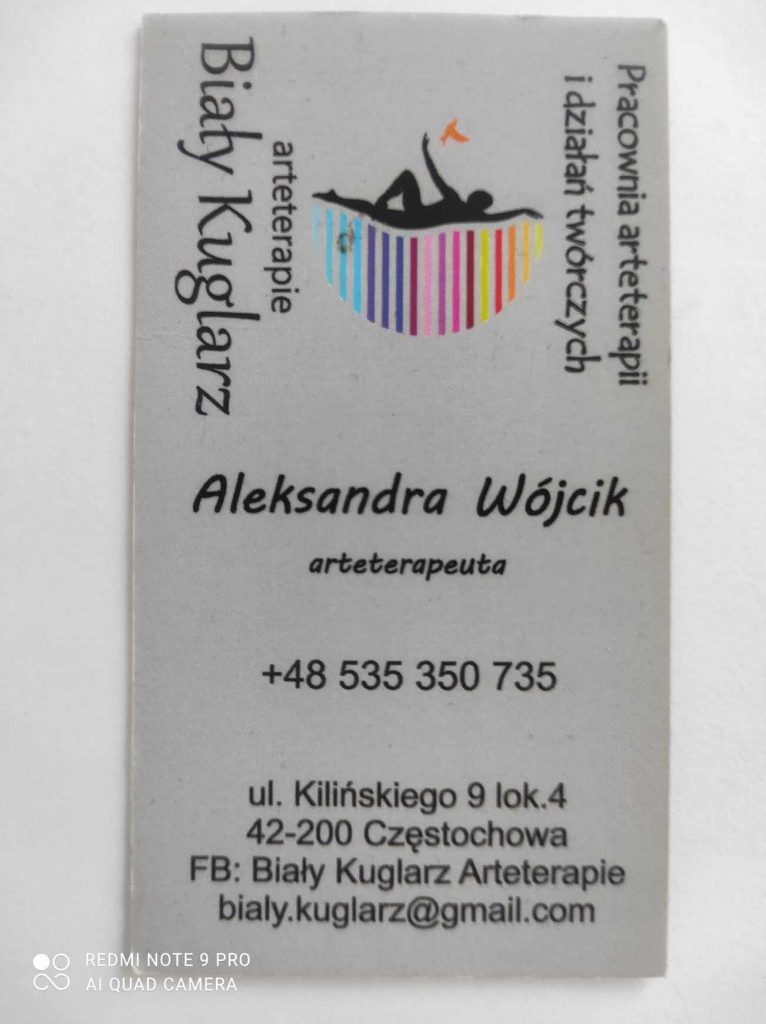 Pracownia arteterapii
i działań twórczych
arteterapie
Biały Kuglarz
Aleksandra Wójcik
arteterapeuta
+48 535 350 735
ul. Kilińskiego 9 lok.4
42-200 Częstochowa
FB: Biały Kuglarz Arteterapie
bialy.kuglarz@gmail.com
REDMI NOTE 9 PRO
AI QUAD CAMERA